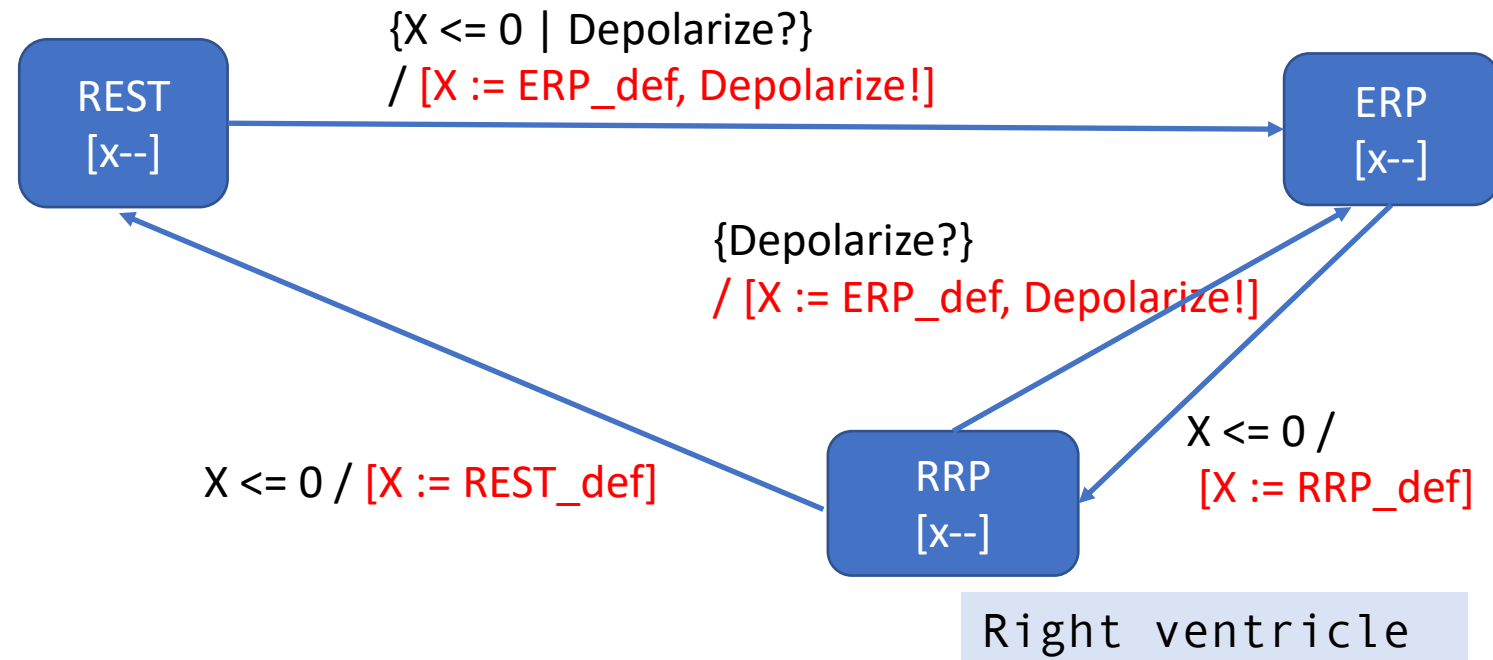 {X <= 0 | Depolarize?}
/ [X := ERP_def, Depolarize!]
REST
[x--]
ERP
[x--]
{Depolarize?}
/ [X := ERP_def, Depolarize!]
X <= 0 / [X := REST_def]
RRP
[x--]
X <= 0 /
[X := RRP_def]
Right ventricle